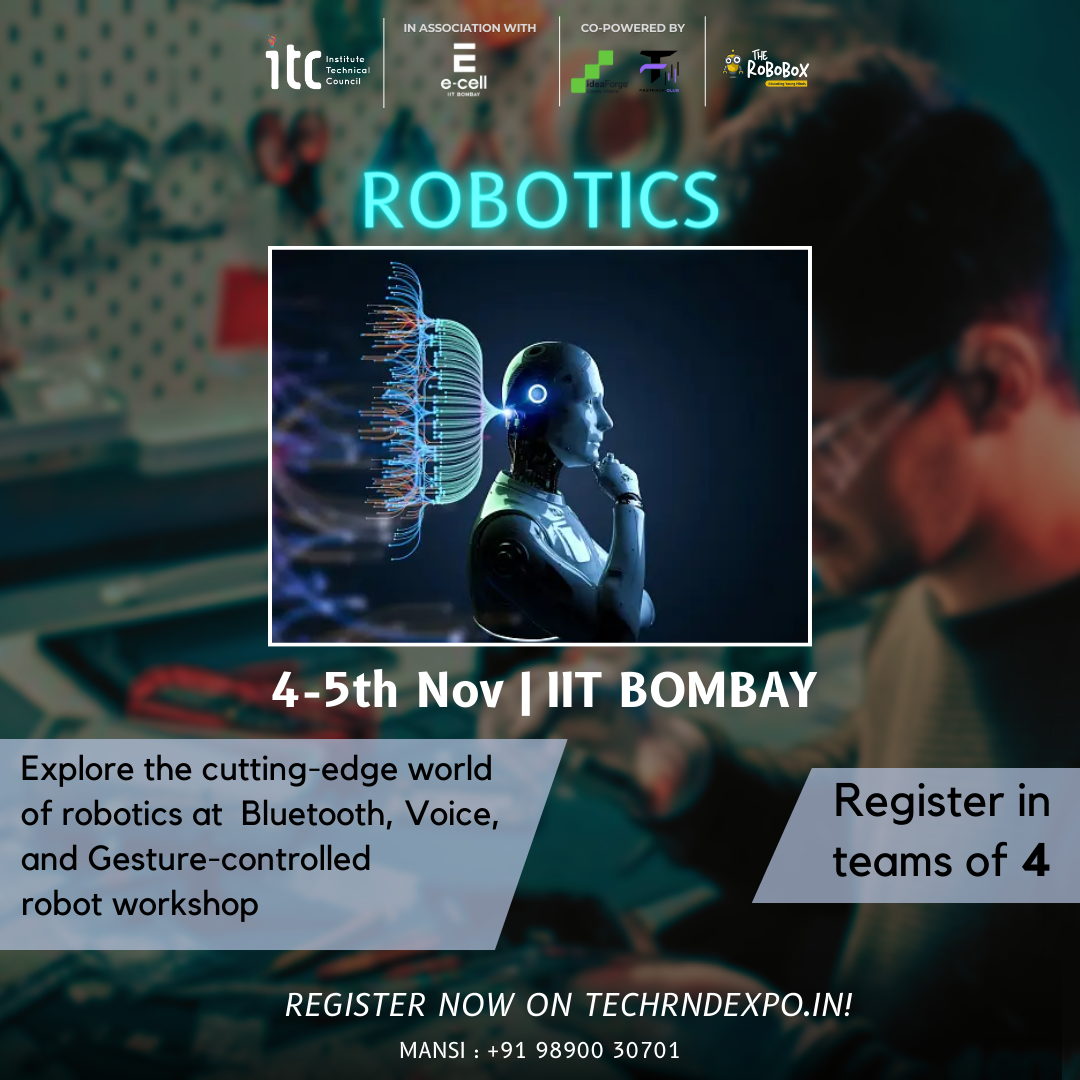 itc
Institute
Technical
Council
IN ASSOCIATION WITH
E
e-cell
IIT BOMBAY
CO-POWERED BY
IdeaForge
THE
ROBOBOX
ROBOTICS
4-5th Nov | IIT BOMBAY
Explore the cutting-edge world
of robotics at Bluetooth, Voice,
and Gesture-controlled
robot workshop
Register in
teams of 4
REGISTER NOW ON TECHRNDEXPO.IN!
MANSI : +91 98900 30701